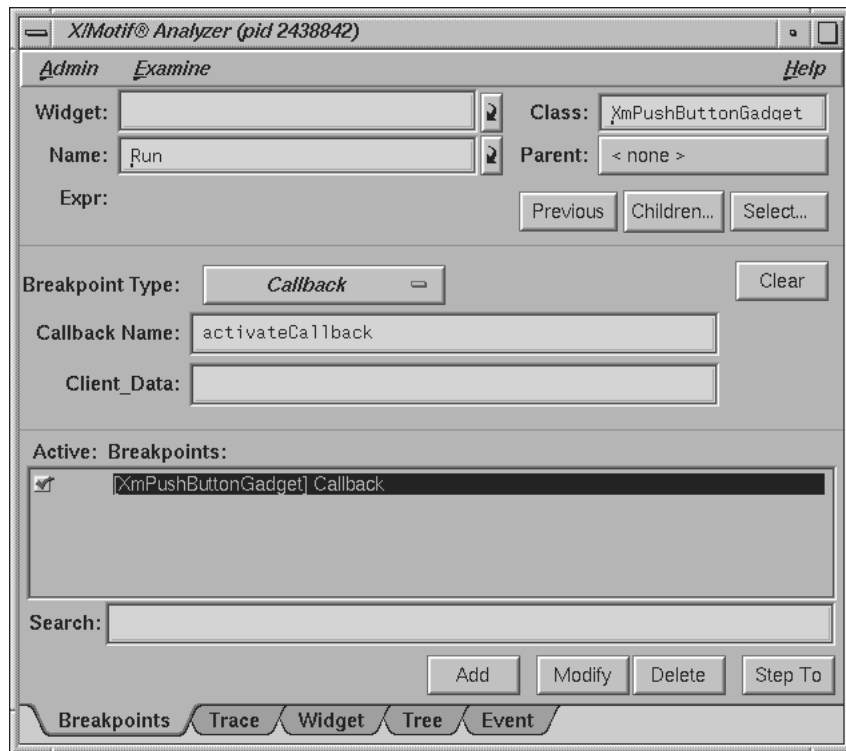 X/Motif® Analyzer (pid 2438842)
Admin Examine Help
Widget: Class: XmPushButtonGadget
Name: Run Parent: < none >
Expr:
Previous Children... Select...
Breakpoint Type: Callback Clear
Callback Name: activateCallback
Client_Data:
Active: Breakpoints:
[XmPushButtonGadget] Callback
Search:
Add Modify Delete Step To
Breakpoints Trace Widget Tree Event